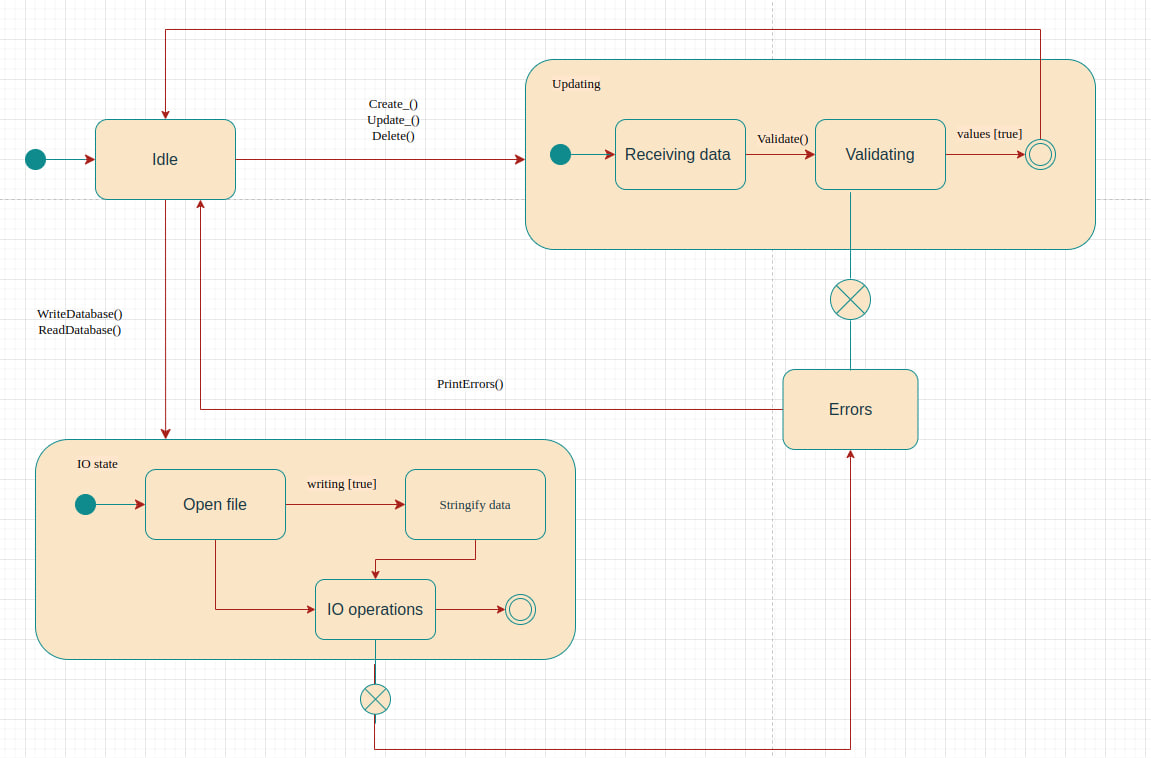 Updating
Create_()
Update_()
Delete()
Idle
Receiving data
Validate()
Validating
values [true]
WriteDatabase()
ReadDatabase()
PrintErrors()
Errors
IO state
Open file
writing [true]
Stringify data
IO operations